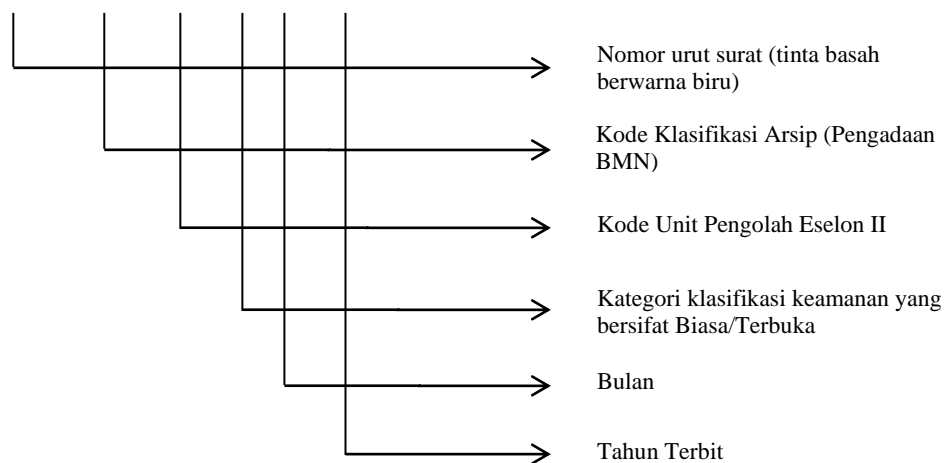 Nomor urut surat (tinta basah
berwarna biru)
Kode Klasifikasi Arsip (Pengadaan
BMN)
Kode Unit Pengolah Eselon II
Kategori klasifikasi keamanan yang
bersifat Biasa/Terbuka
Bulan
Tahun Terbit